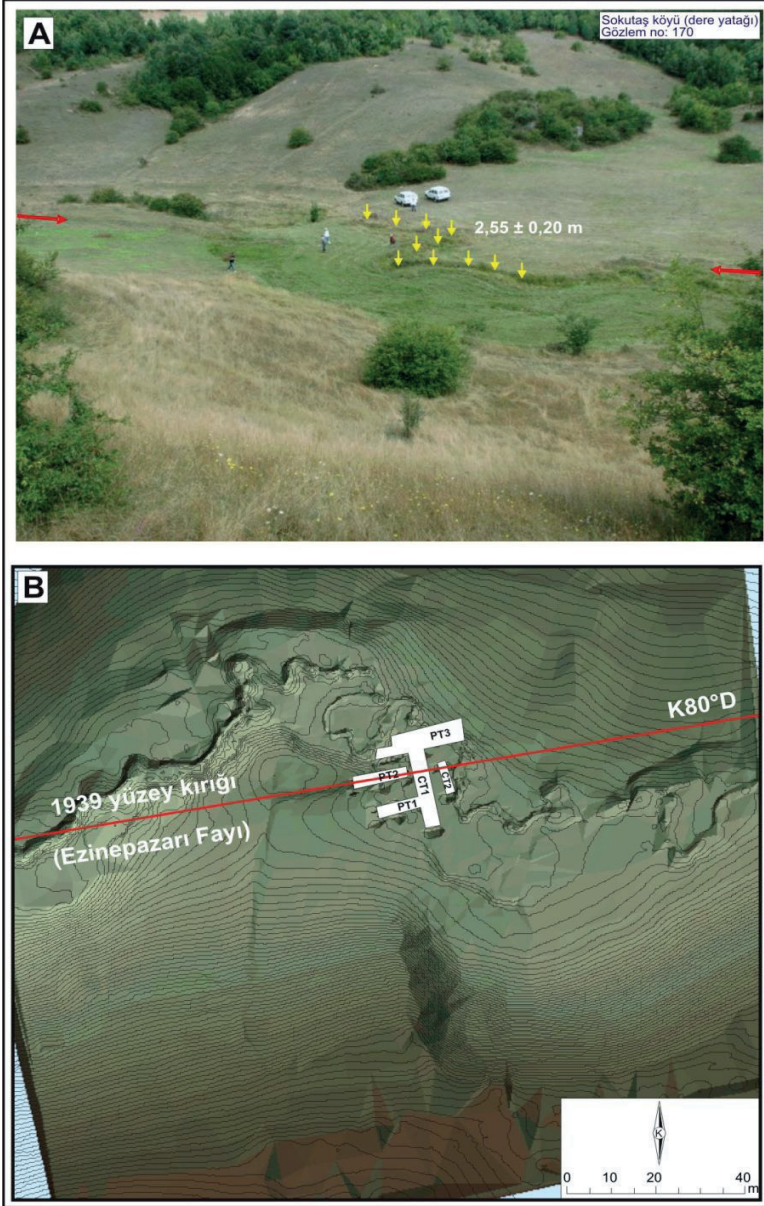 A
Sokutaş köyü (dere yatağı)
Gözlem no: 170
2,55 ± 0,20 m
B
K80°D
PT3
PT2
CT1
CT2
PT1
1939 yüzey kırığı
(Ezinepazarı Fayı)
K
0 10 20 40
m